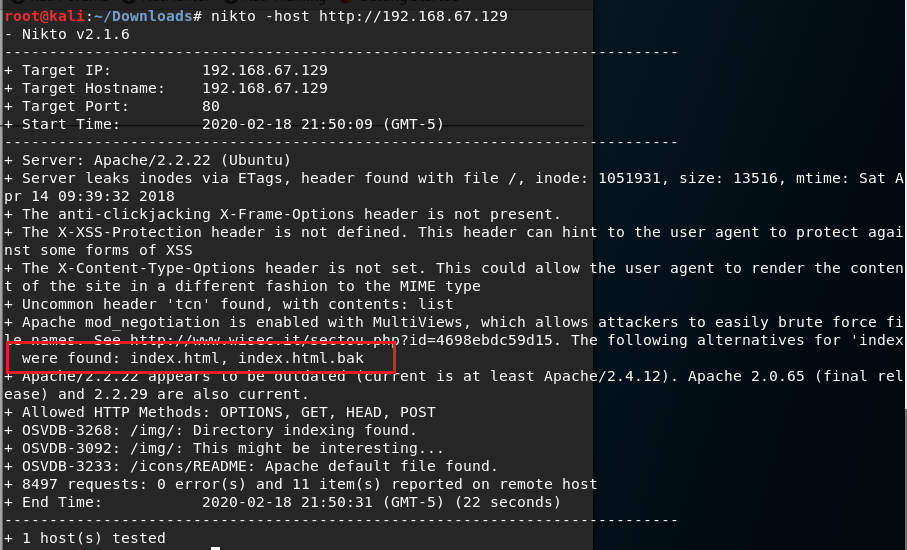 root@kali:~/Downloads# nikto -host http://192.168.67.129
- Nikto v2.1.6
---------------------------------------------------------------------------
+ Target IP:          192.168.67.129
+ Target Hostname:    192.168.67.129
+ Target Port:        80
+ Start Time:         2020-02-18 21:50:09 (GMT-5)
---------------------------------------------------------------------------
+ Server: Apache/2.2.22 (Ubuntu)
+ Server leaks inodes via ETags, header found with file /, inode: 1051931, size: 13516, mtime: Sat A
pr 14 09:39:32 2018
+ The anti-clickjacking X-Frame-Options header is not present.
+ The X-XSS-Protection header is not defined. This header can hint to the user agent to protect agai
nst some forms of XSS
+ The X-Content-Type-Options header is not set. This could allow the user agent to render the conten
t of the site in a different fashion to the MIME type
+ Uncommon header 'tcn' found, with contents: list
+ Apache mod_negotiation is enabled with MultiViews, which allows attackers to easily brute force fi
le names. See http://www.wisec.it/sectou.php?id=4698ebdc59d15. The following alternatives for 'index
' were found: index.html, index.html.bak
+ Apache/2.2.22 appears to be outdated (current is at least Apache/2.4.12). Apache 2.0.65 (final rel
ease) and 2.2.29 are also current.
+ Allowed HTTP Methods: OPTIONS, GET, HEAD, POST
+ OSVDB-3268: /img/: Directory indexing found.
+ OSVDB-3092: /img/: This might be interesting...
+ OSVDB-3233: /icons/README: Apache default file found.
+ 8497 requests: 0 error(s) and 11 item(s) reported on remote host
+ End Time:           2020-02-18 21:50:31 (GMT-5) (22 seconds)
---------------------------------------------------------------------------
+ 1 host(s) tested